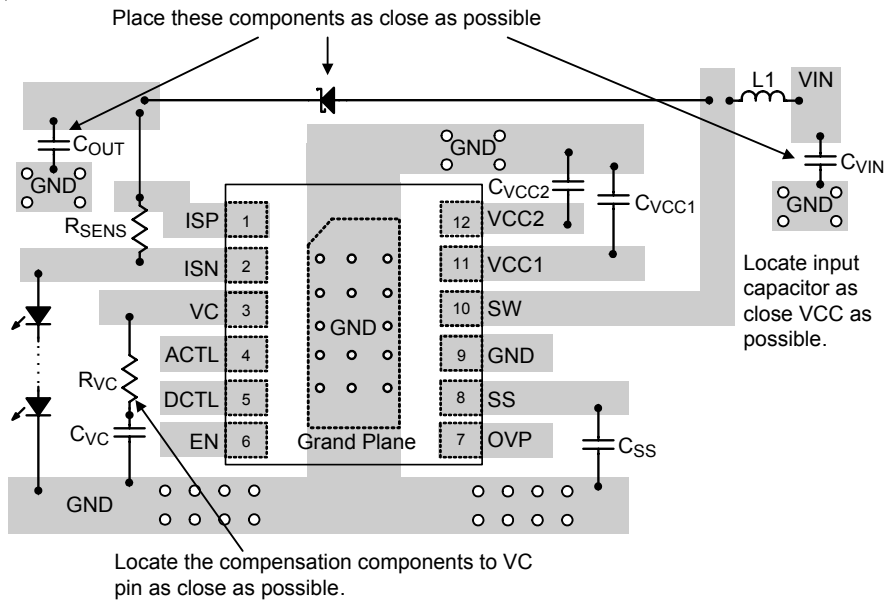 Place these components as close as possible
L1
VIN
COUT
GND
GND
CVCC2
CVCC1
CVIN
GND
RSENS
ISP
1
12
VCC2
ISN
2
11
VCC1
Locate input
capacitor as
close VCC as
possible.
VC
3
10
SW
GND
ACTL
4
9
GND
RVC
DCTL
5
8
SS
CVC
EN
6
Grand Plane
7
OVP
CSS
GND
Locate the compensation components to VC
pin as close as possible.